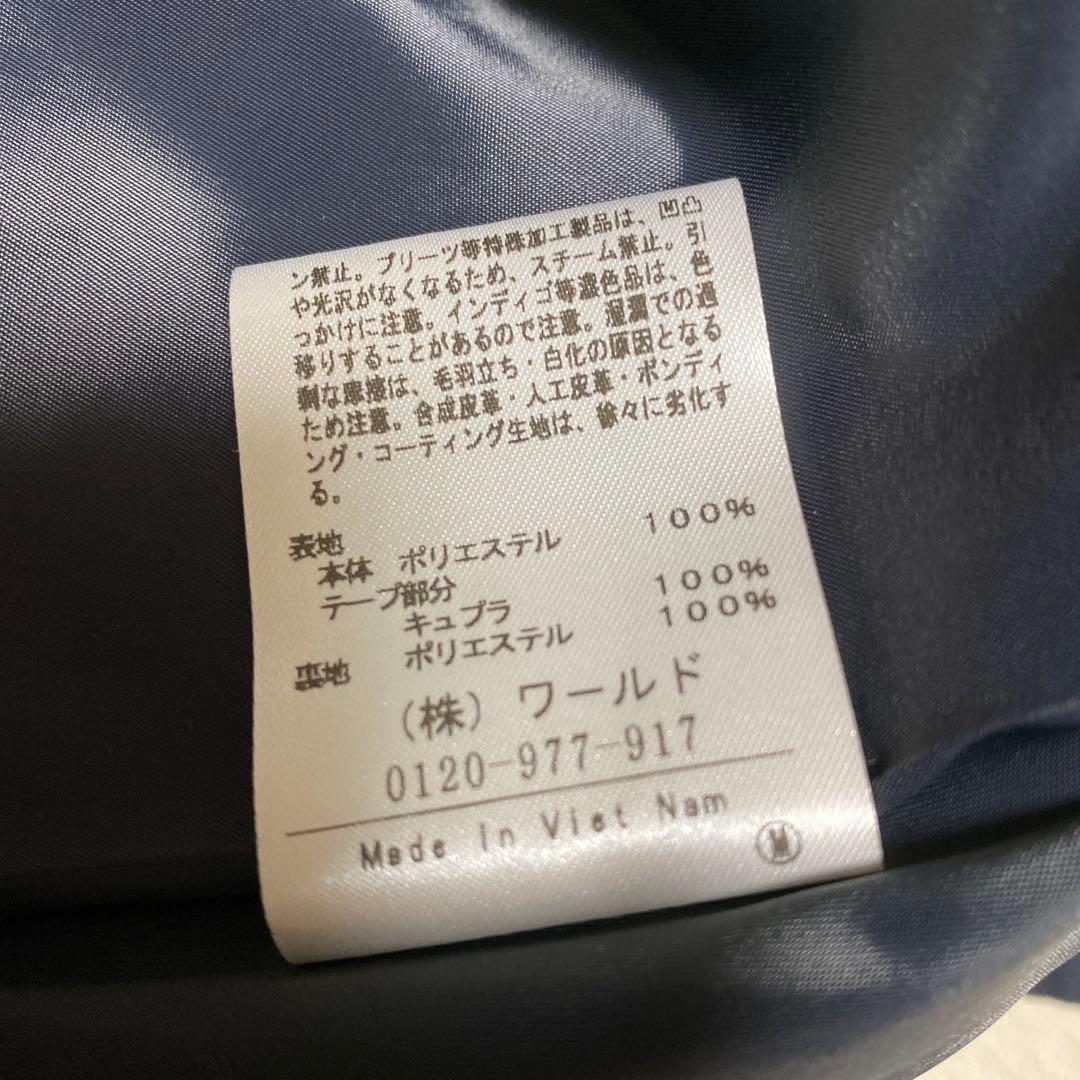 ン禁止。プリーツ等特殊加工製品は、凹凸
や光沢がなくなるため、スチーム禁止。引
っかけに注意。インディゴ等濃色品は、色
移りすることがあるので注意。湿潤での過
剰な摩擦は、毛羽立ち・白化の原因となる
ため注意。合成皮革・人工皮革・ボンディ
ング・コーティング生地は、徐々に劣化す
る。
表地
本体 ポリエステル 100%
テープ部分
キュプラ 100%
裏地 ポリエステル 100%
(株) ワールド
0120-977-917
Made in Viet Nam
M